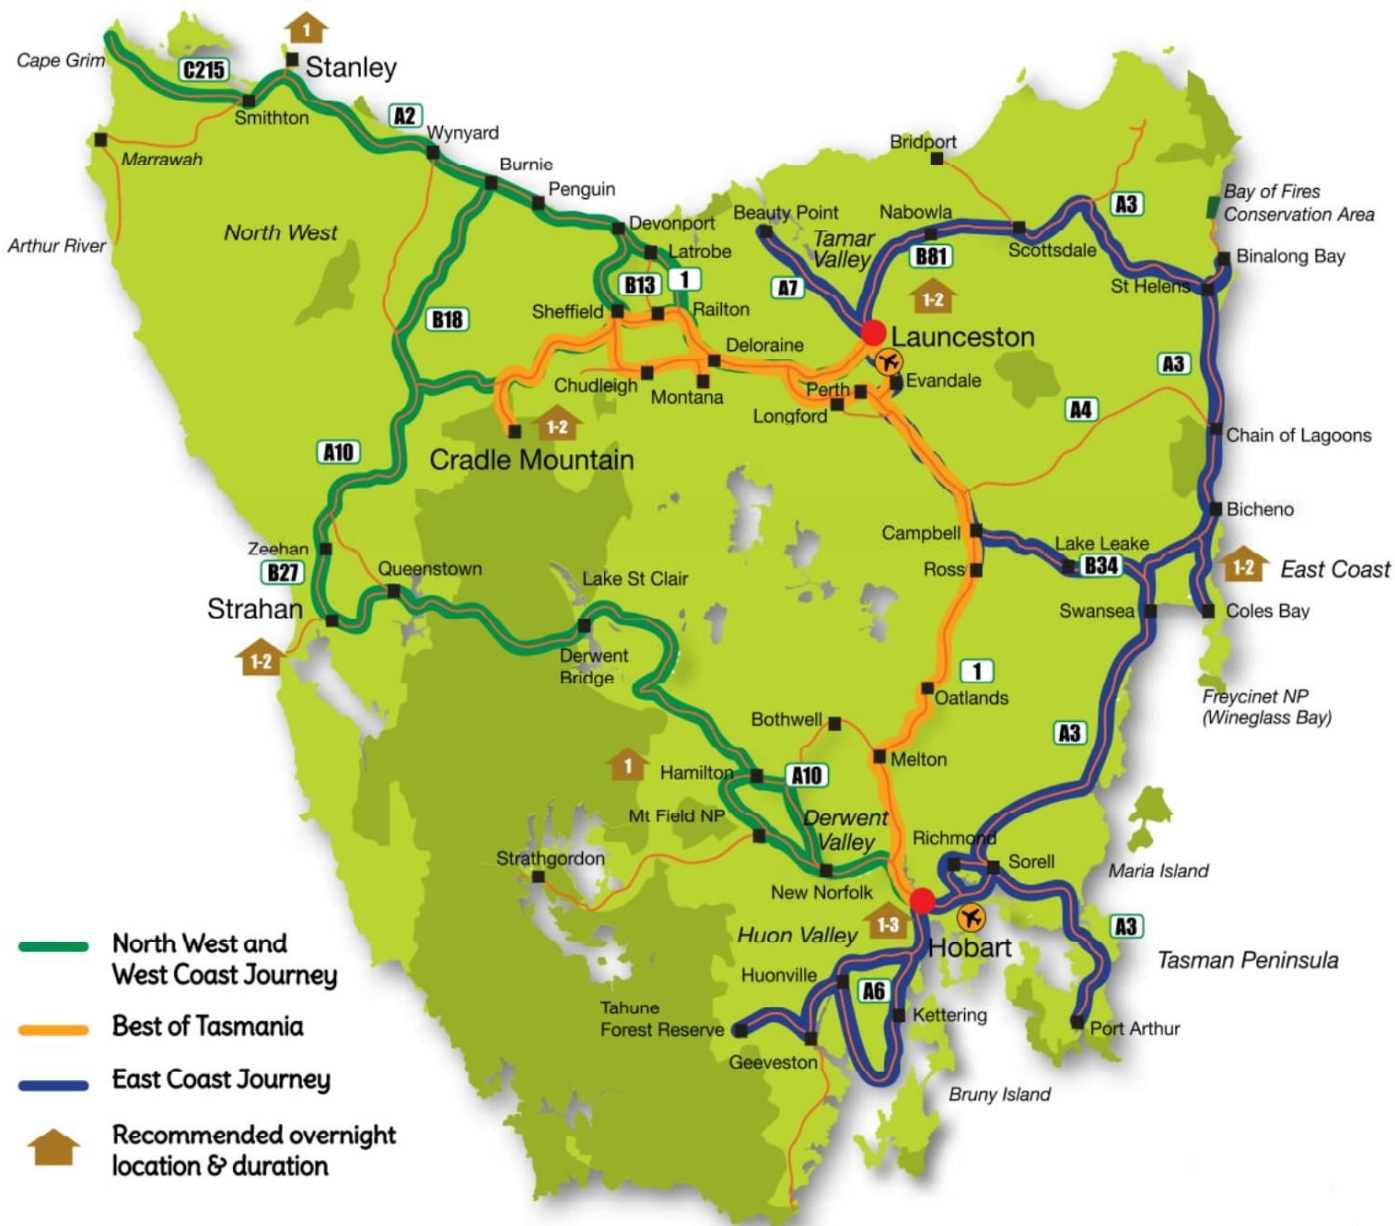 1
Cape Grim
C215
Stanley
Smithton
A2
Wynyard
Marrawah
Burnie
Penguin
Bridport
North West
Arthur River
Devonport
Latrobe
Beauty Point
Tamar
Valley
Nabowla
B81
Scottsdale
A3
Bay of Fires
Conservation Area
Binalong Bay
St Helens
B13
1
A7
1-2
Sheffield
Railton
B18
Launceston
Deloraine
Chudleigh
Montana
Perth
Evandale
Longford
A3
A4
1-2
Cradle Mountain
A10
Chain of Lagoons
Bicheno
Campbell
Lake Leake
B34
Ross
1-2
East Coast
Zeehan
B27
Queenstown
Lake St Clair
Strahan
Swansea
Coles Bay
1-2
Derwent
Bridge
1
Oatlands
Freycinet NP
(Wineglass Bay)
Bothwell
A3
Melton
1
Hamilton
A10
Mt Field NP
Derwent
Valley
Richmond
Sorell
Maria Island
Strathgordon
New Norfolk
1-3
Huon Valley
Hobart
A3
Tasman Peninsula
Huonville
A6
Tahune
Forest Reserve
Kettering
Port Arthur
Geeveston
Bruny Island
North West and
West Coast Journey
Best of Tasmania
East Coast Journey
Recommended overnight
location & duration